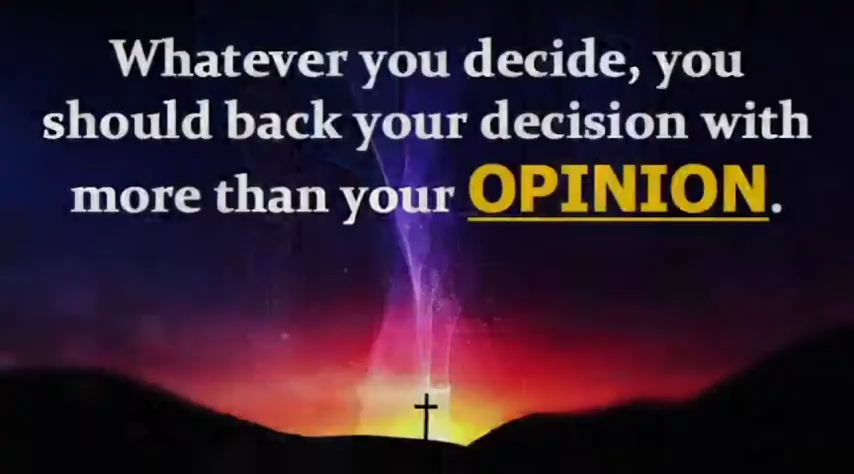 Whatever you decide, you
should back your decision with
more than your OPINION.